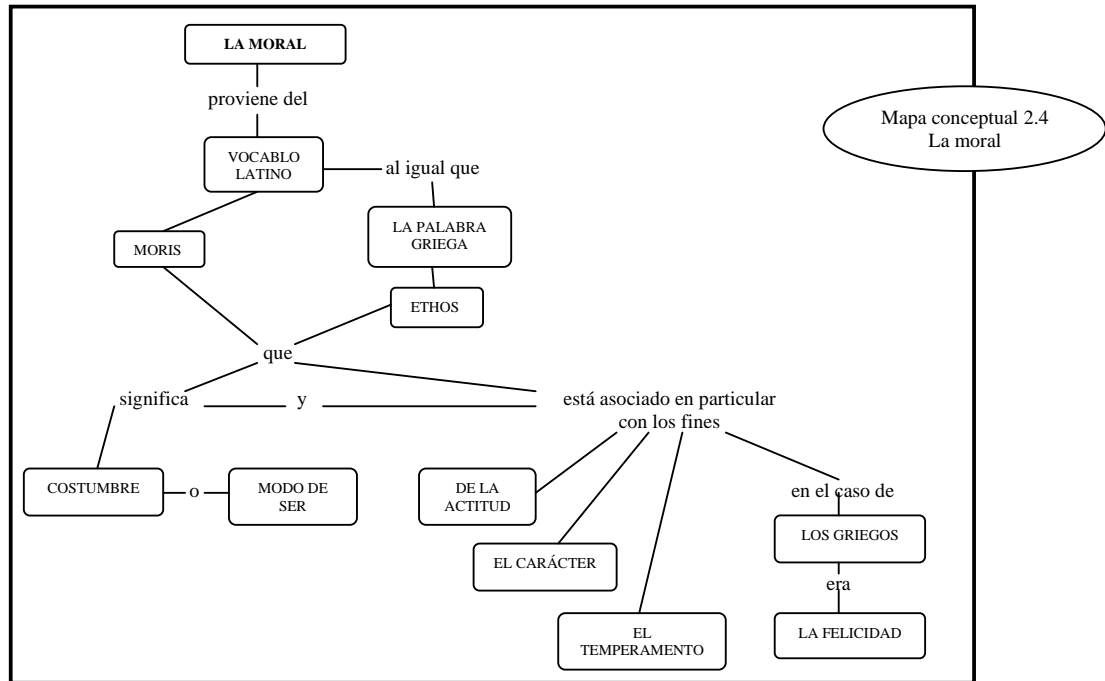 LA MORAL
proviene del
Mapa conceptual 2.4
La moral
VOCABLO
LATINO
al igual que
LA PALABRA
GRIEGA
MORIS
ETHOS
que
significa
y
está asociado en particular
con los fines
COSTUMBRE
o
MODO DE
SER
DE LA
ACTITUD
en el caso de
LOS GRIEGOS
EL CARÁCTER
era
EL
TEMPERAMENTO
LA FELICIDAD